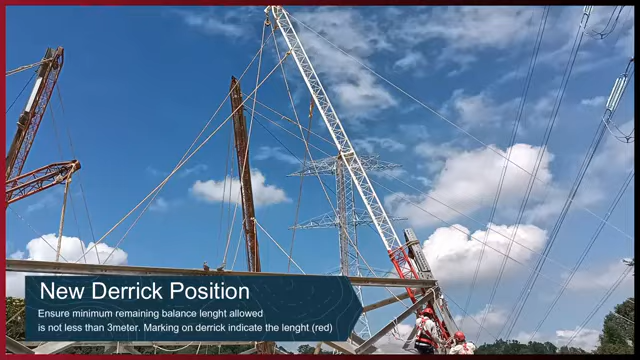 New Derrick Position
Ensure minimum remaining balance lenght allowed
is not less than 3meter. Marking on derrick indicate the lenght (red)